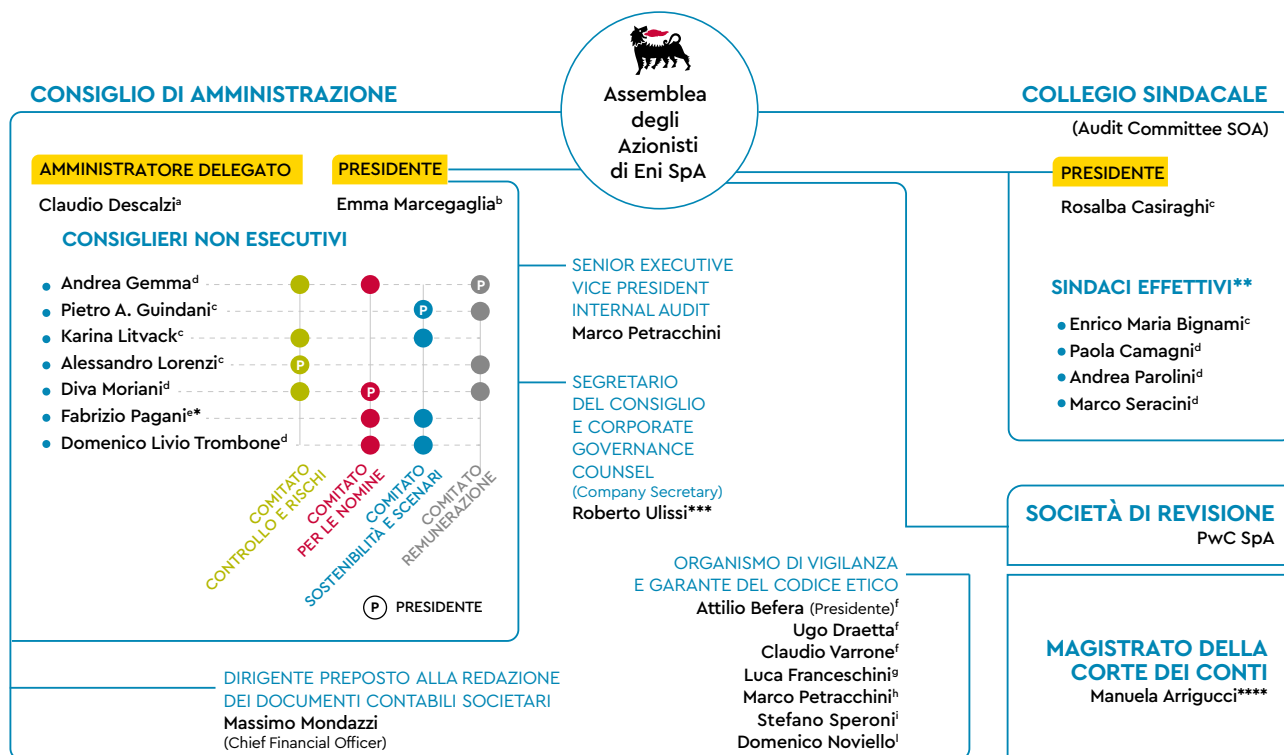 Assemblea
degli
Azionisti
di Eni SpA
CONSIGLIO DI AMMINISTRAZIONE
AMMINISTRATORE DELEGATO
Claudio Descalziᵃ
PRESIDENTE
Emma Marcegagliaᵇ
CONSIGLIERI NON ESECUTIVI
• Andrea Gemmaᵈ
P
• Pietro A. Guindaniᶜ
P
• Karina Litvackᶜ
• Alessandro Lorenziᶜ
P
• Diva Morianiᵈ
P
• Fabrizio Paganiᵉ*
• Domenico Livio Tromboneᵈ
COMITATO
CONTROLLO E RISCHI
COMITATO
PER LE NOMINE
COMITATO
SOSTENIBILITÀ E SCENARI
COMITATO
REMUNERAZIONE
P PRESIDENTE
SENIOR EXECUTIVE
VICE PRESIDENT
INTERNAL AUDIT
Marco Petracchini
SEGRETARIO
DEL CONSIGLIO
E CORPORATE
GOVERNANCE
COUNSEL
(Company Secretary)
Roberto Ulissi***
DIRIGENTE PREPOSTO ALLA REDAZIONE
DEI DOCUMENTI CONTABILI SOCIETARI
Massimo Mondazzi
(Chief Financial Officer)
ORGANISMO DI VIGILANZA
E GARANTE DEL CODICE ETICO
Attilio Befera (Presidente)ᶠ
Ugo Draettaᶠ
Claudio Varroneᶠ
Luca Franceschiniᵍ
Marco Petracchiniʰ
Stefano Speroniⁱ
Domenico Novielloˡ
COLLEGIO SINDACALE
(Audit Committee SOA)
PRESIDENTE
Rosalba Casiraghiᶜ
SINDACI EFFETTIVI**
• Enrico Maria Bignamiᶜ
• Paola Camagniᵈ
• Andrea Paroliniᵈ
• Marco Seraciniᵈ
SOCIETÀ DI REVISIONE
PwC SpA
MAGISTRATO DELLA
CORTE DEI CONTI
Manuela Arrigucci****